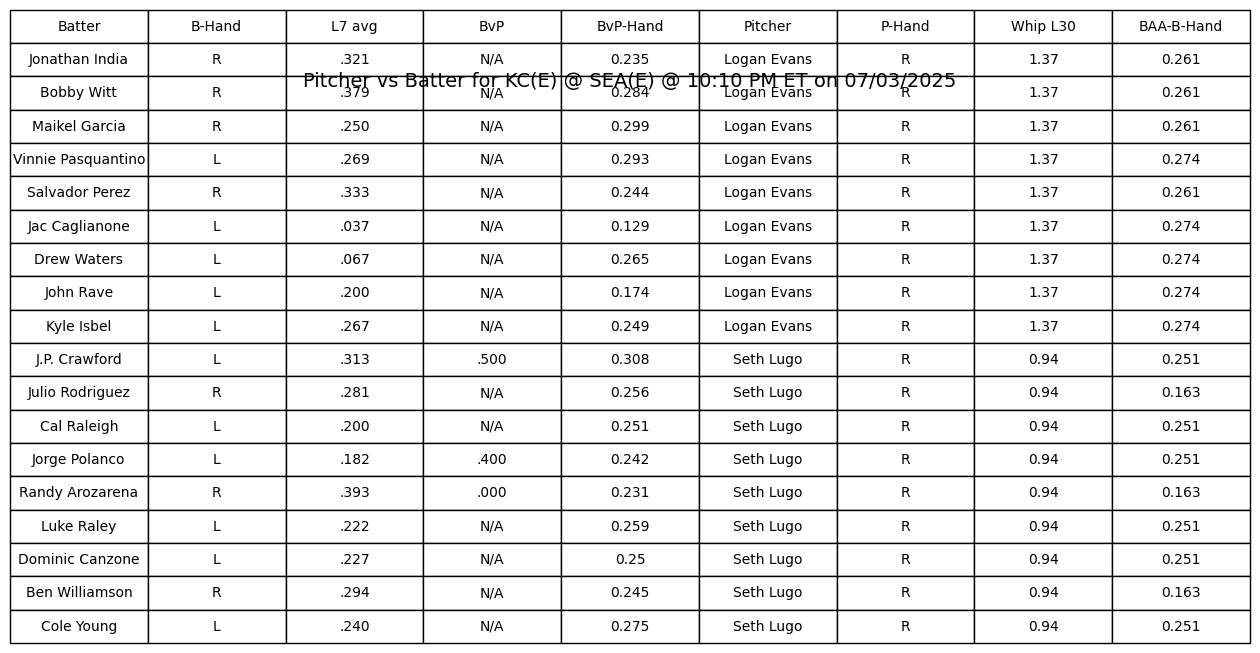 Batter B-Hand L7 avg BvP BvP-Hand Pitcher P-Hand Whip L30 BAA-B-Hand
Jonathan India R .321 N/A 0.235 Logan Evans R 1.37 0.261
Pitcher vs Batter for KC(E) @ SEA(E) @ 10:10 PM ET on 07/03/2025
Bobby Witt R .379 N/A 0.284 Logan Evans R 1.37 0.261
Maikel Garcia R .250 N/A 0.299 Logan Evans R 1.37 0.261
Vinnie Pasquantino L .269 N/A 0.293 Logan Evans R 1.37 0.274
Salvador Perez R .333 N/A 0.244 Logan Evans R 1.37 0.261
Jac Caglianone L .037 N/A 0.129 Logan Evans R 1.37 0.274
Drew Waters L .067 N/A 0.265 Logan Evans R 1.37 0.274
John Rave L .200 N/A 0.174 Logan Evans R 1.37 0.274
Kyle Isbel L .267 N/A 0.249 Logan Evans R 1.37 0.274
J.P. Crawford L .313 .500 0.308 Seth Lugo R 0.94 0.251
Julio Rodriguez R .281 N/A 0.256 Seth Lugo R 0.94 0.163
Cal Raleigh L .200 N/A 0.251 Seth Lugo R 0.94 0.251
Jorge Polanco L .182 .400 0.242 Seth Lugo R 0.94 0.251
Randy Arozarena R .393 .000 0.231 Seth Lugo R 0.94 0.163
Luke Raley L .222 N/A 0.259 Seth Lugo R 0.94 0.251
Dominic Canzone L .227 N/A 0.25 Seth Lugo R 0.94 0.251
Ben Williamson R .294 N/A 0.245 Seth Lugo R 0.94 0.163
Cole Young L .240 N/A 0.275 Seth Lugo R 0.94 0.251